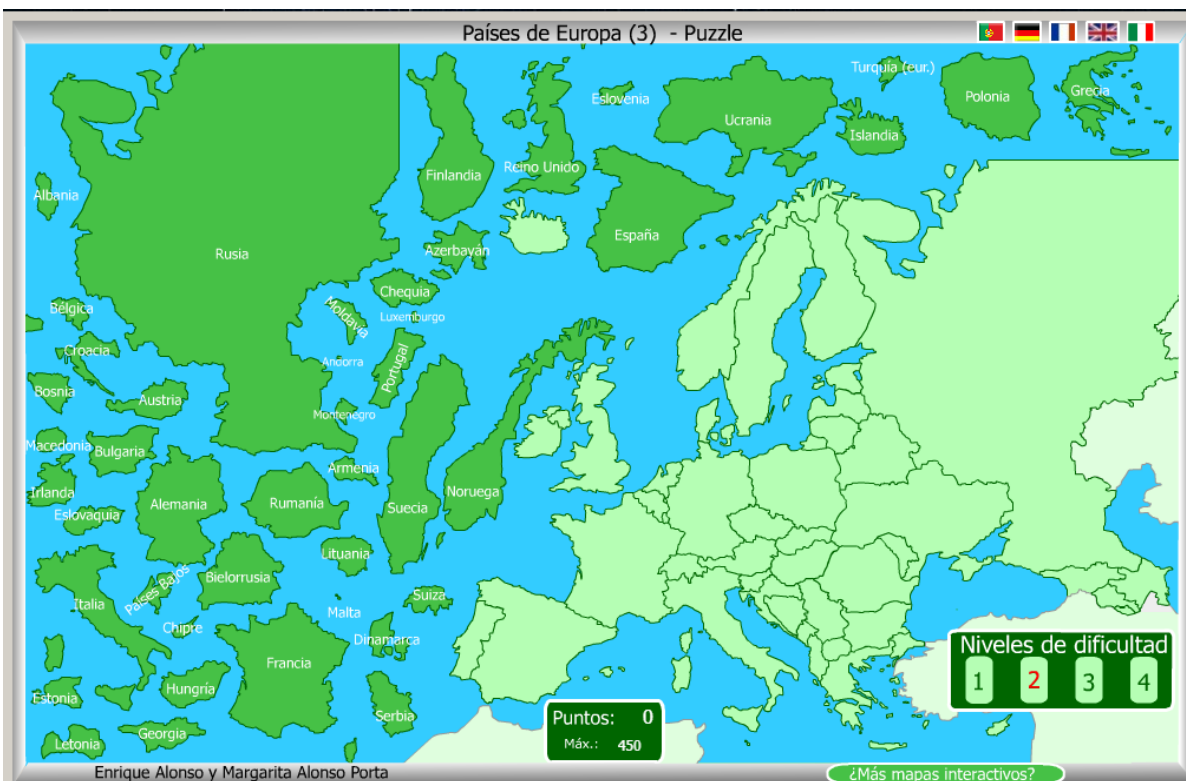 Países de Europa (3) - Puzzle
Turquía (eur.)
Eslovenia
Polonia
Grecia
Ucrania
Islandia
Reino Unido
Finlandia
Albania
España
Rusia
Azerbayán
Chequia
Bélgica
Moldavia
Luxemburgo
Croacia
Andorra
Portugal
Bosnia
Austria
Montenegro
Macedonia
Bulgaria
Armenia
Irlanda
Alemania
Rumanía
Suecia
Noruega
Eslovaquia
Lituania
Países Bajos
Bielorrusia
Italia
Suiza
Malta
Chipre
Dinamarca
Francia
Hungría
Estonia
Serbia
Georgia
Letonia
Niveles de dificultad
1 2 3 4
Puntos: 0
Máx.: 450
Enrique Alonso y Margarita Alonso Porta
¿Más mapas interactivos?